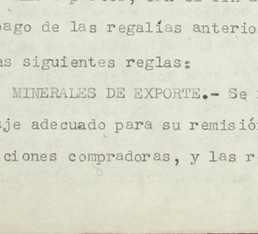 pago de las regalías anterio
as siguientes reglas:
MINERALES DE EXPORTE.- Se
aje adecuado para su remisión
ciones compradoras, y las r